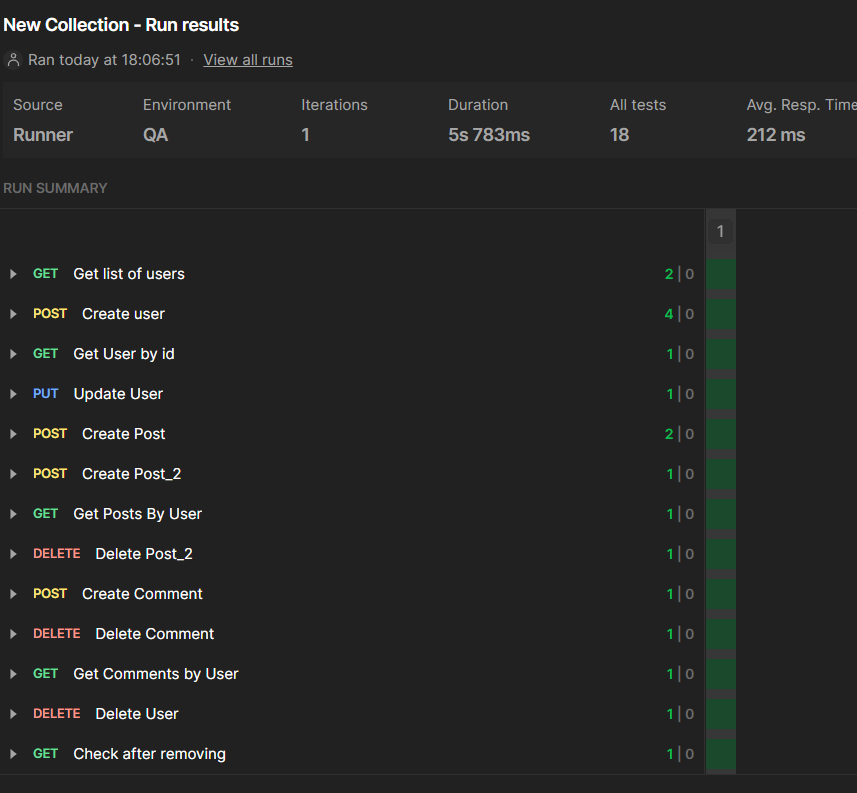 New Collection - Run results
Ran today at 18:06:51 · View all runs
Source Environment Iterations Duration All tests Avg. Resp. Time
Runner QA 1 5s 783ms 18 212 ms
RUN SUMMARY
1
GET Get list of users 2 | 0
POST Create user 4 | 0
GET Get User by id 1 | 0
PUT Update User 1 | 0
POST Create Post 2 | 0
POST Create Post_2 1 | 0
GET Get Posts By User 1 | 0
DELETE Delete Post_2 1 | 0
POST Create Comment 1 | 0
DELETE Delete Comment 1 | 0
GET Get Comments by User 1 | 0
DELETE Delete User 1 | 0
GET Check after removing 1 | 0